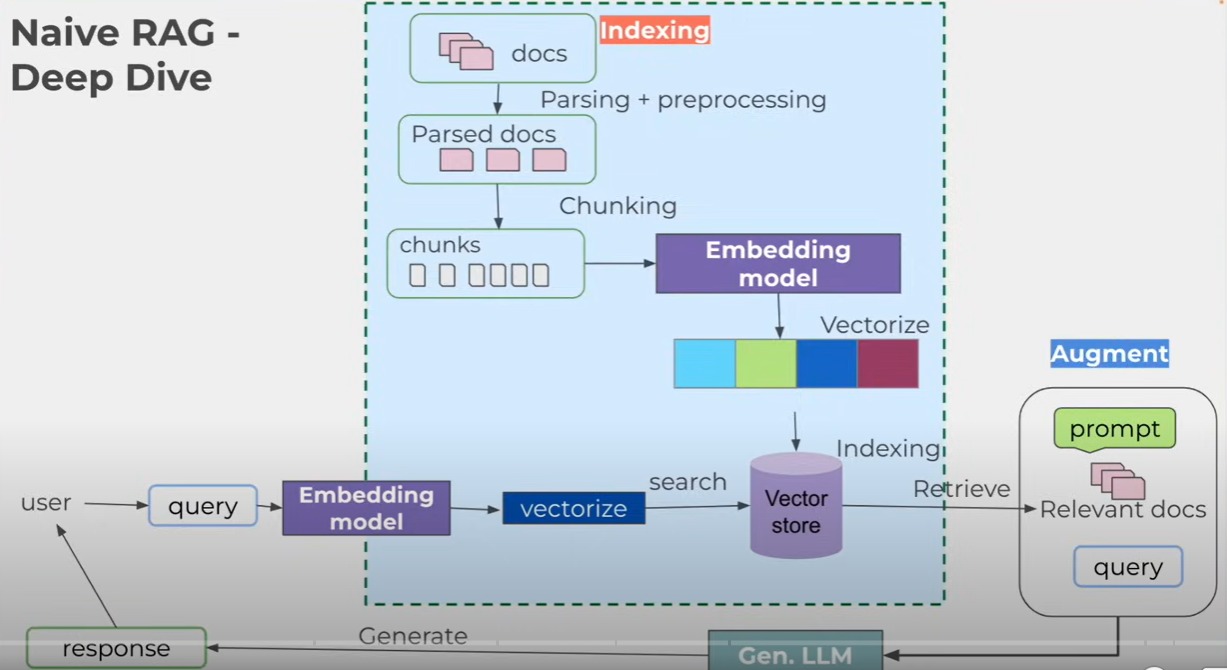 Naive RAG -
Deep Dive
Indexing
docs
Parsing + preprocessing
Parsed docs
Chunking
chunks
Embedding
model
Vectorize
Augment
prompt
Indexing
Retrieve
Relevant docs
query
user
query
Embedding
model
vectorize
search
Vector
store
response
Generate
Gen. LLM